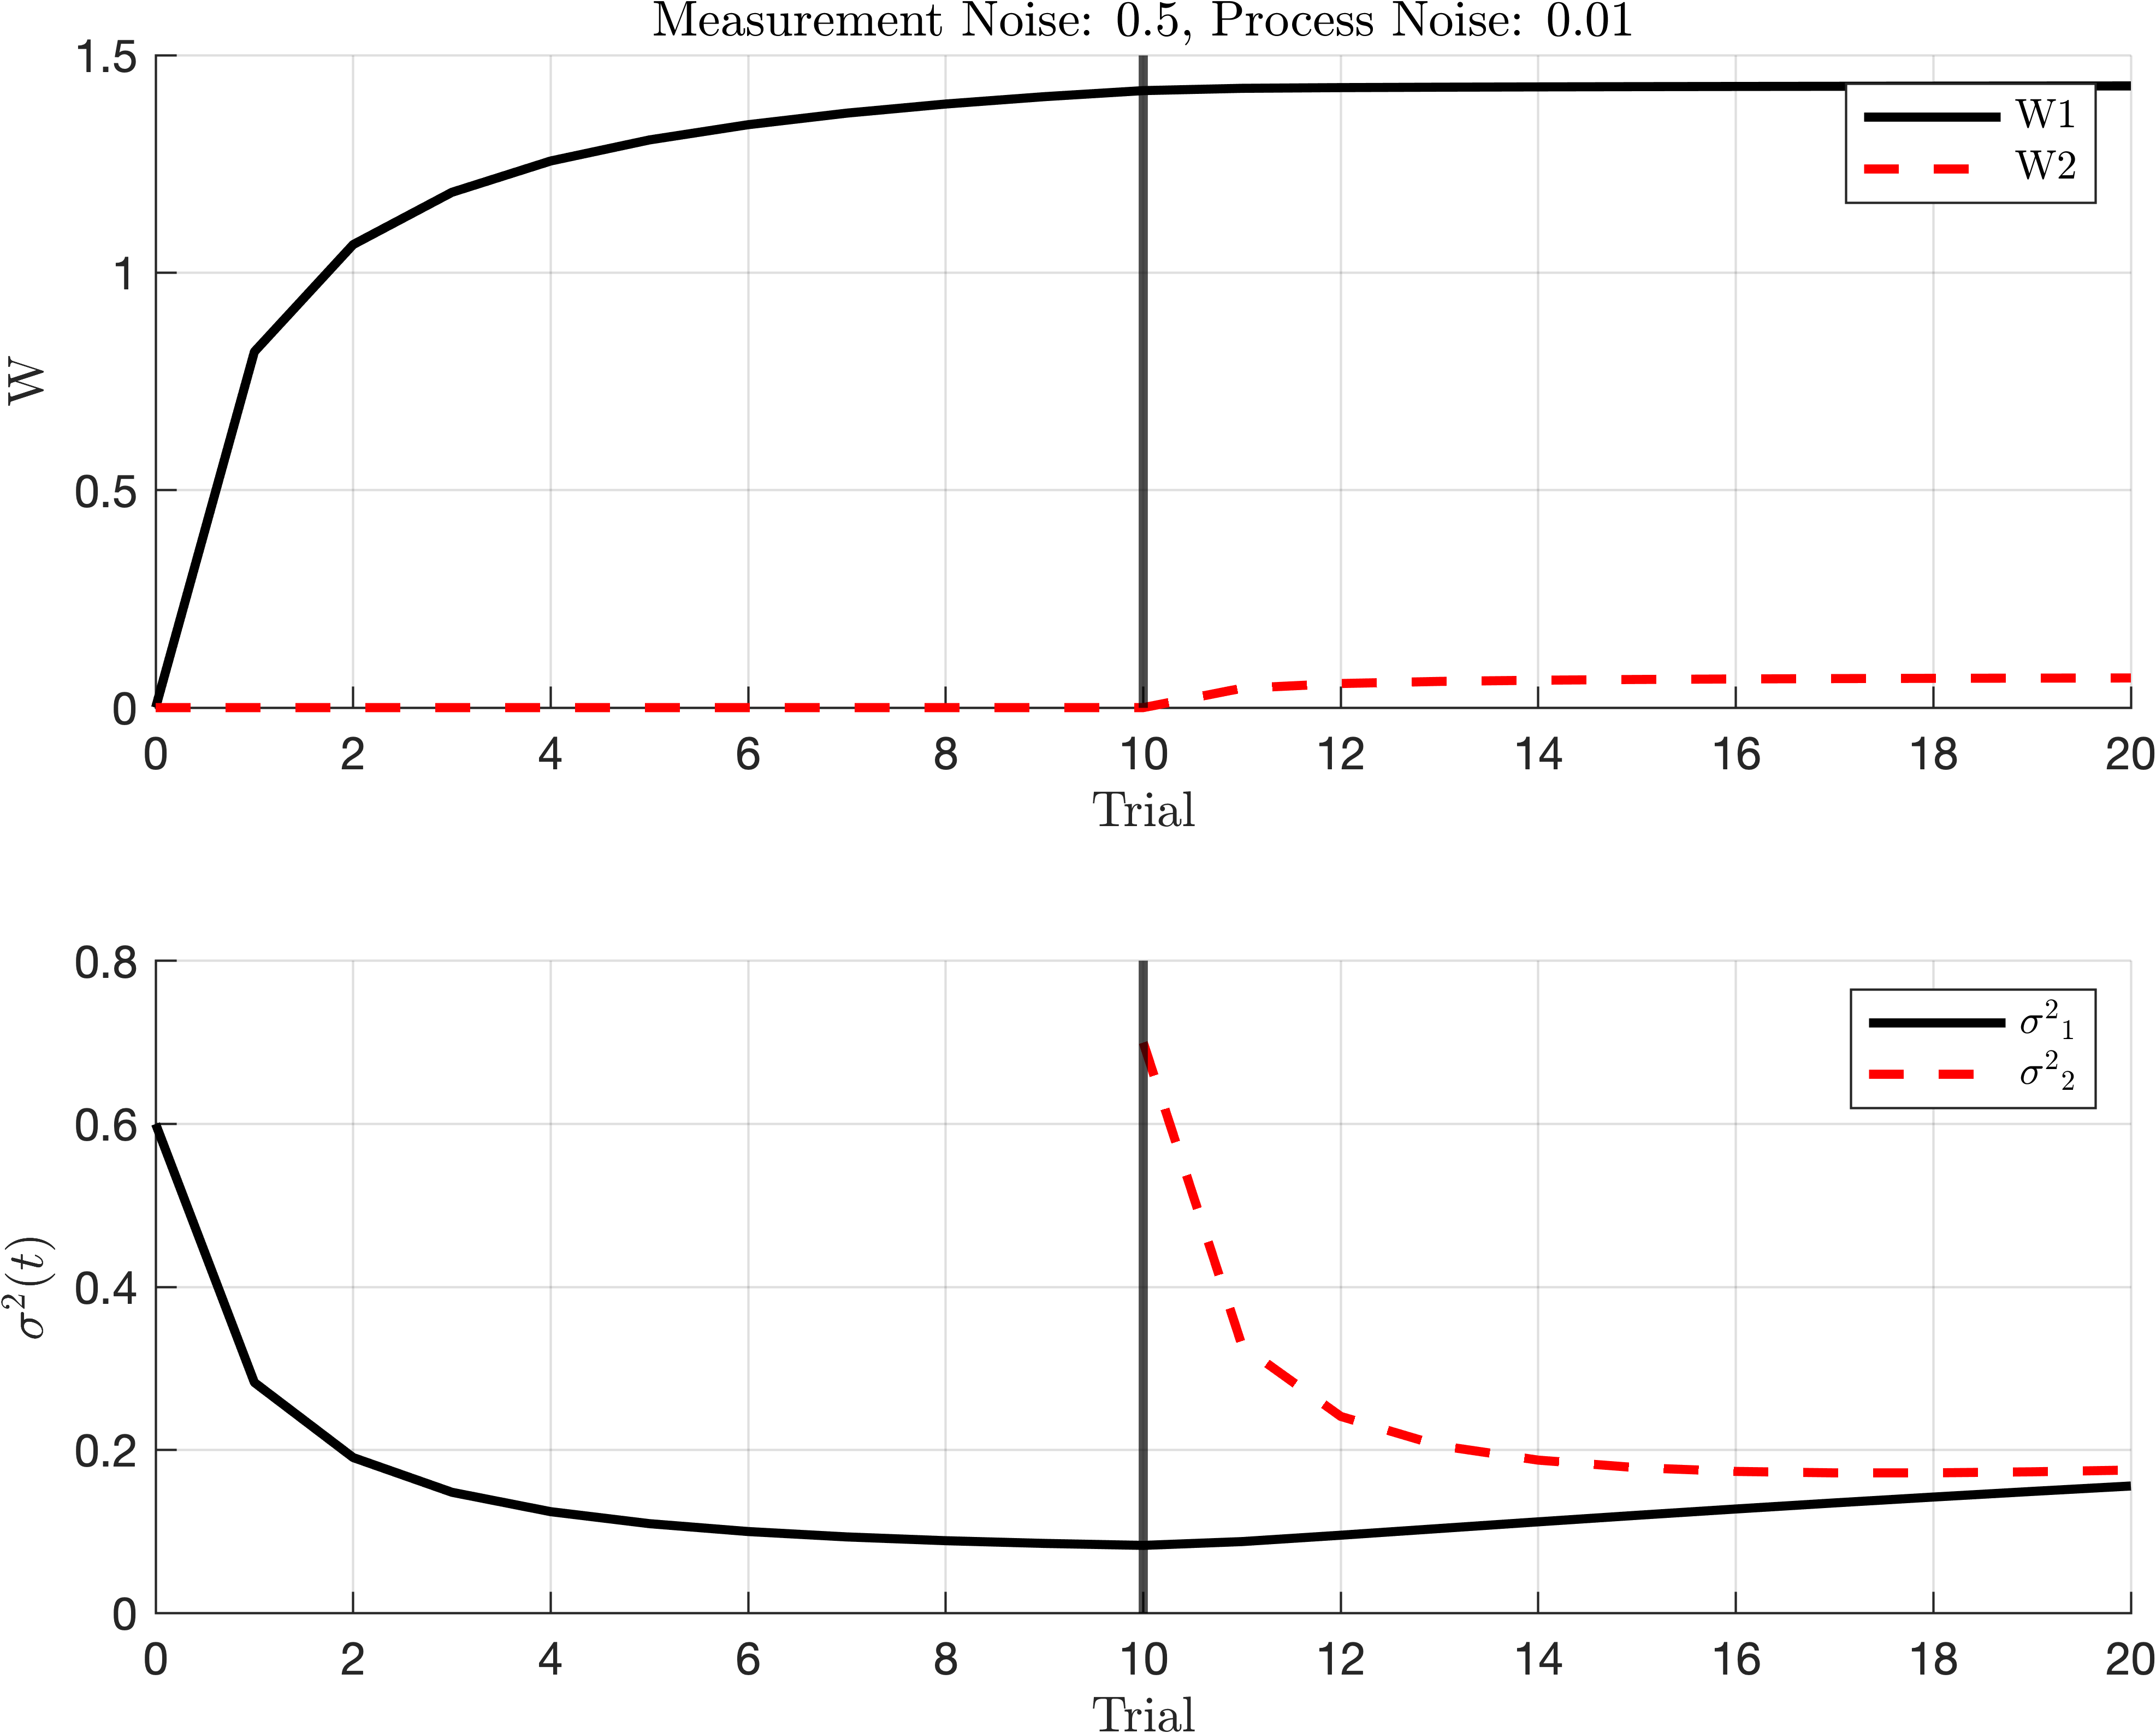 Measurement Noise: 0.5, Process Noise: 0.01
1.5
1
0.5
0
W
W1
W2
0 2 4 6 8 10 12 14 16 18 20
Trial
0.8
0.6
0.4
0.2
0
σ²(t)
σ²₁
σ²₂
0 2 4 6 8 10 12 14 16 18 20
Trial